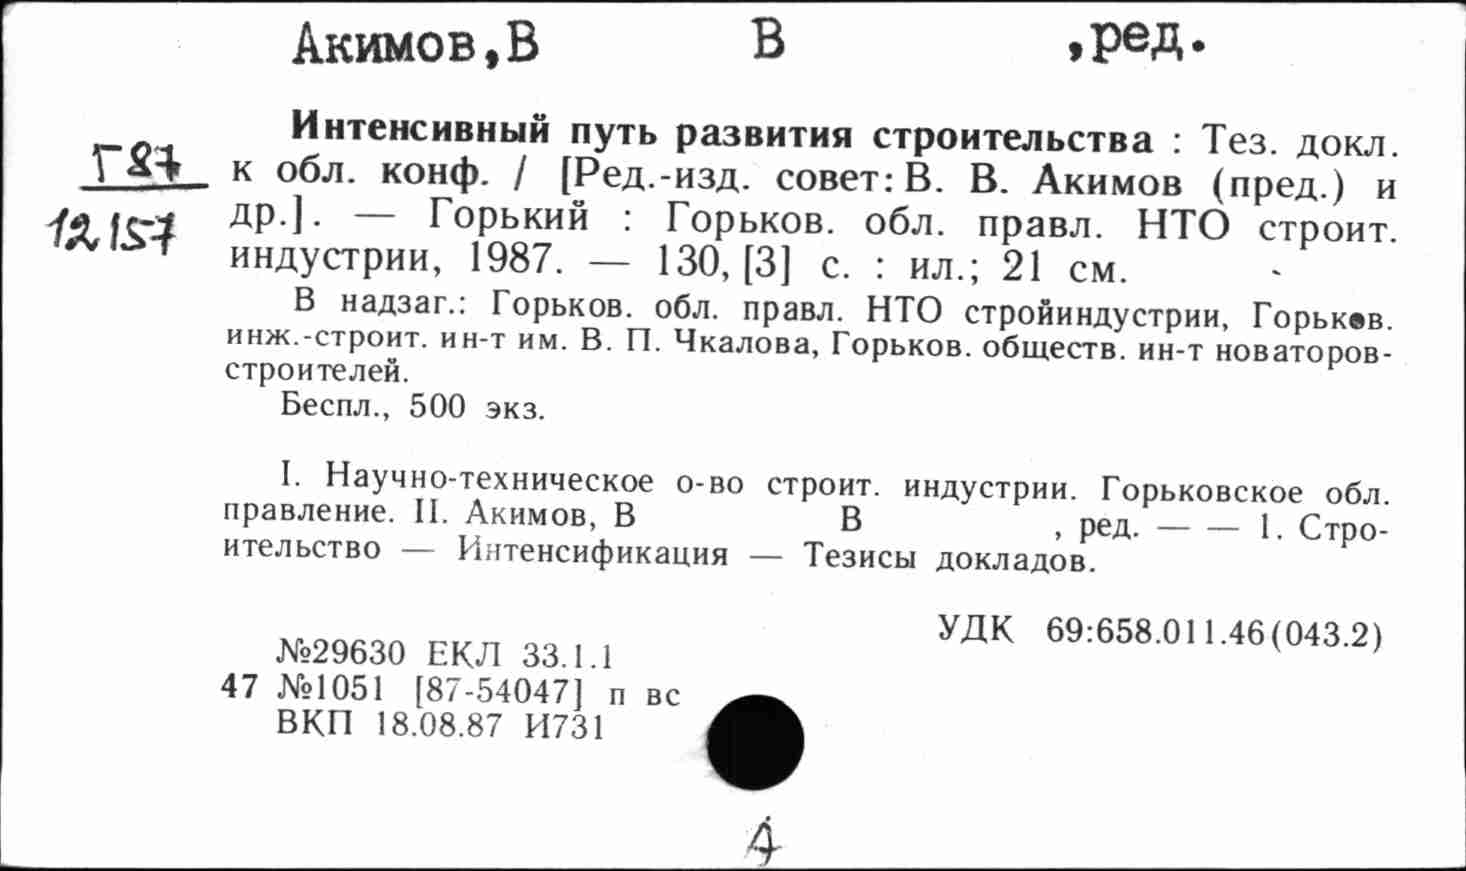 Акимов,В В ,ред.
Интенсивный путь развития строительства : Тез. докл.
Г87 к обл. конф. / [Ред.-изд. совет: В. В. Акимов (пред.) и
12157 др.]. — Горький : Горьков. обл. правл. НТО строит.
индустрии, 1987. — 130, [3] с. : ил.; 21 см.
В надзаг.: Горьков. обл. правл. НТО стройиндустрии, Горьков.
инж.-строит. ин-т им. В. П. Чкалова, Горьков. обществ. ин-т новаторов-
строителей.
Беспл., 500 экз.
I. Научно-техническое о-во строит. индустрии. Горьковское обл.
правление. II. Акимов, В В , ред. — — 1. Стро-
ительство — Интенсификация — Тезисы докладов.
УДК 69:658.011.46(043.2)
№29630 ЕКЛ 33.1.1
47 №1051 [87-54047] п вс
ВКП 18.08.87 И731
А